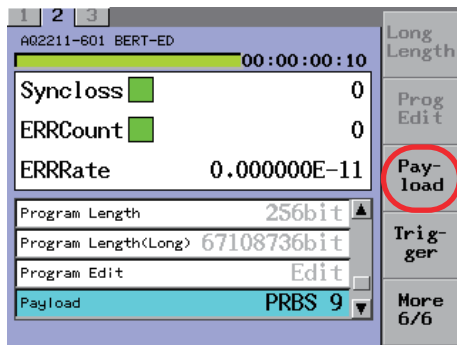 1 2 3
AQ2211-601 BERT-ED
00:00:00:10
Syncloss 0
ERRCount 0
ERRRate 0.000000E-11
Program Length 256bit
Program Length(Long) 67108736bit
Program Edit Edit
Payload PRBS 9
Long
Length
Prog
Edit
Pay-
load
Trig-
ger
More
6/6